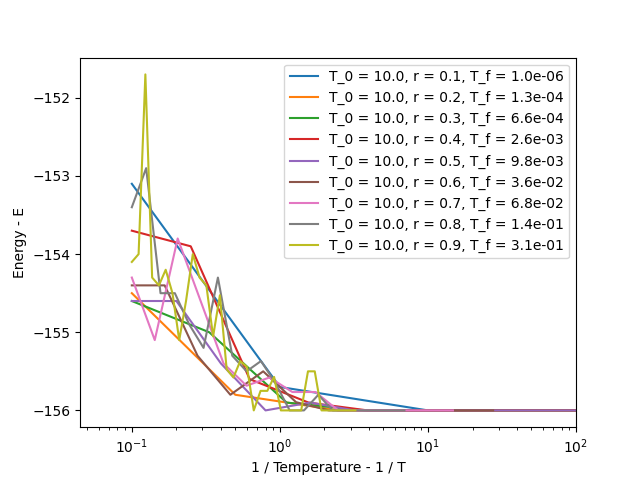 T_0 = 10.0, r = 0.1, T_f = 1.0e-06
T_0 = 10.0, r = 0.2, T_f = 1.3e-04
T_0 = 10.0, r = 0.3, T_f = 6.6e-04
T_0 = 10.0, r = 0.4, T_f = 2.6e-03
T_0 = 10.0, r = 0.5, T_f = 9.8e-03
T_0 = 10.0, r = 0.6, T_f = 3.6e-02
T_0 = 10.0, r = 0.7, T_f = 6.8e-02
T_0 = 10.0, r = 0.8, T_f = 1.4e-01
T_0 = 10.0, r = 0.9, T_f = 3.1e-01
−152
−153
−154
−155
−156
Energy - E
10⁻¹ 10⁰ 10¹ 10²
1 / Temperature - 1 / T